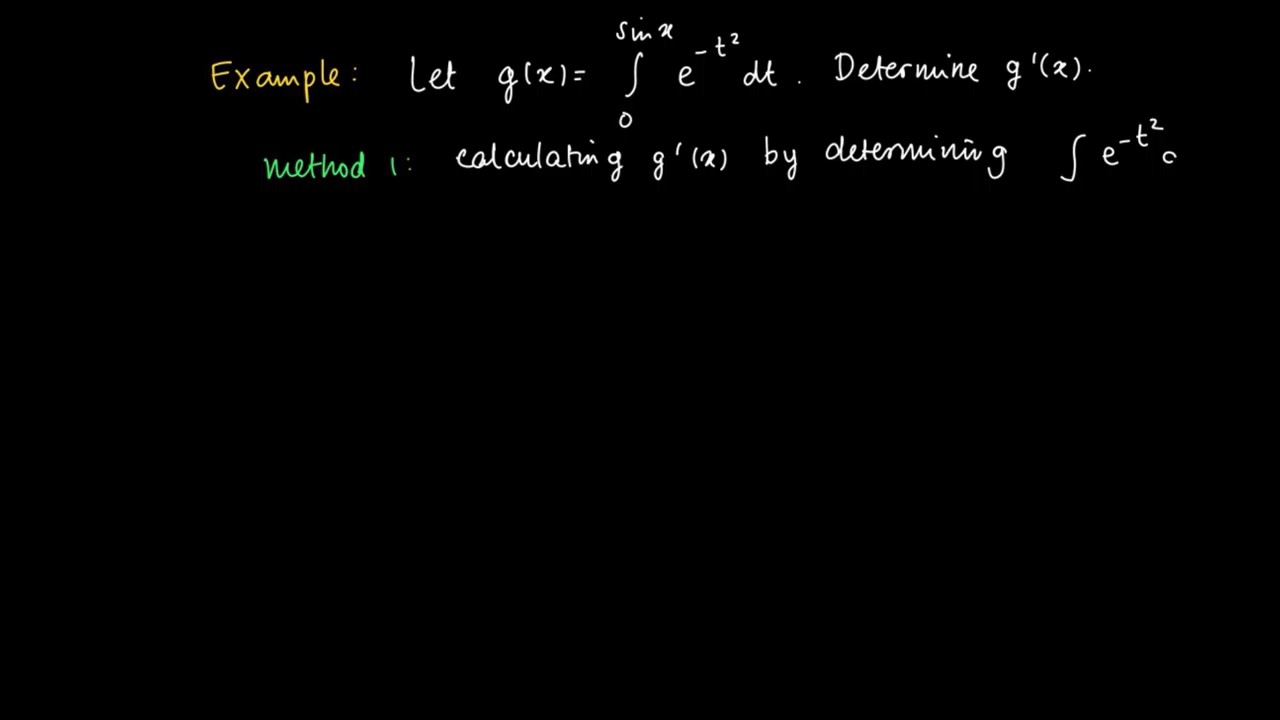 Example: Let g(x) = ∫₀^{sin x} e^{-t²} dt. Determine g'(x).
method 1: calculating g'(x) by determining ∫ e^{-t²}